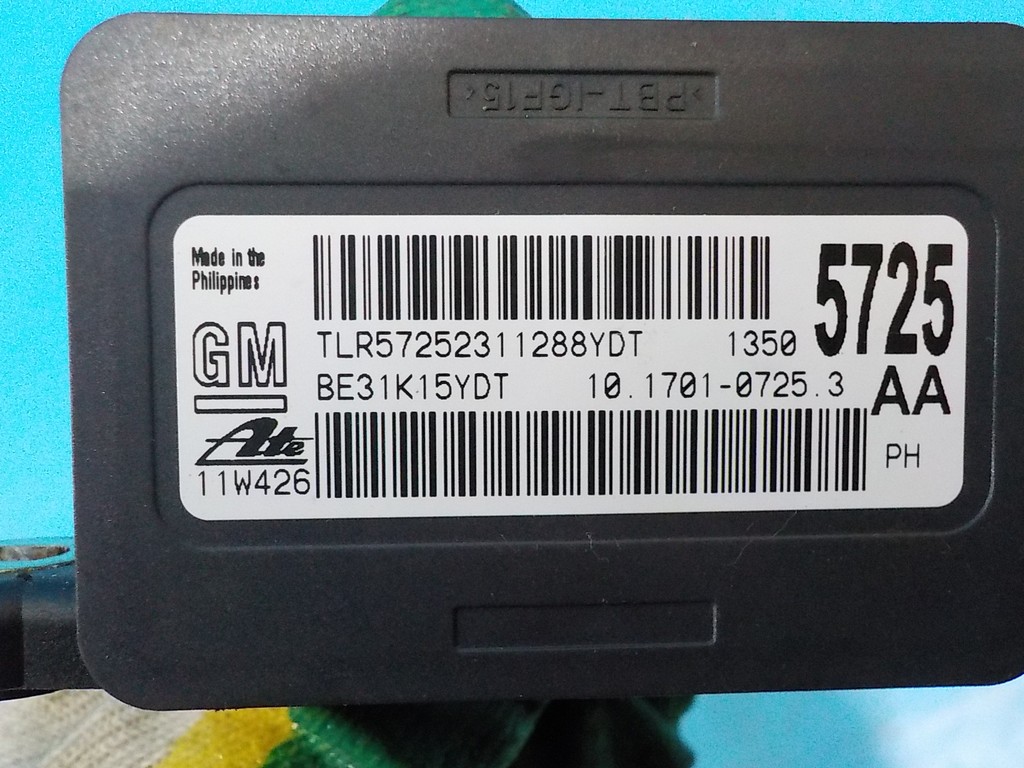 >PBT-IGF15<
Made in the
Philippines
GM
Ate
11W426
TLR57252311288YDT 1350
BE31K15YDT 10.1701-0725.3
5725
AA
PH